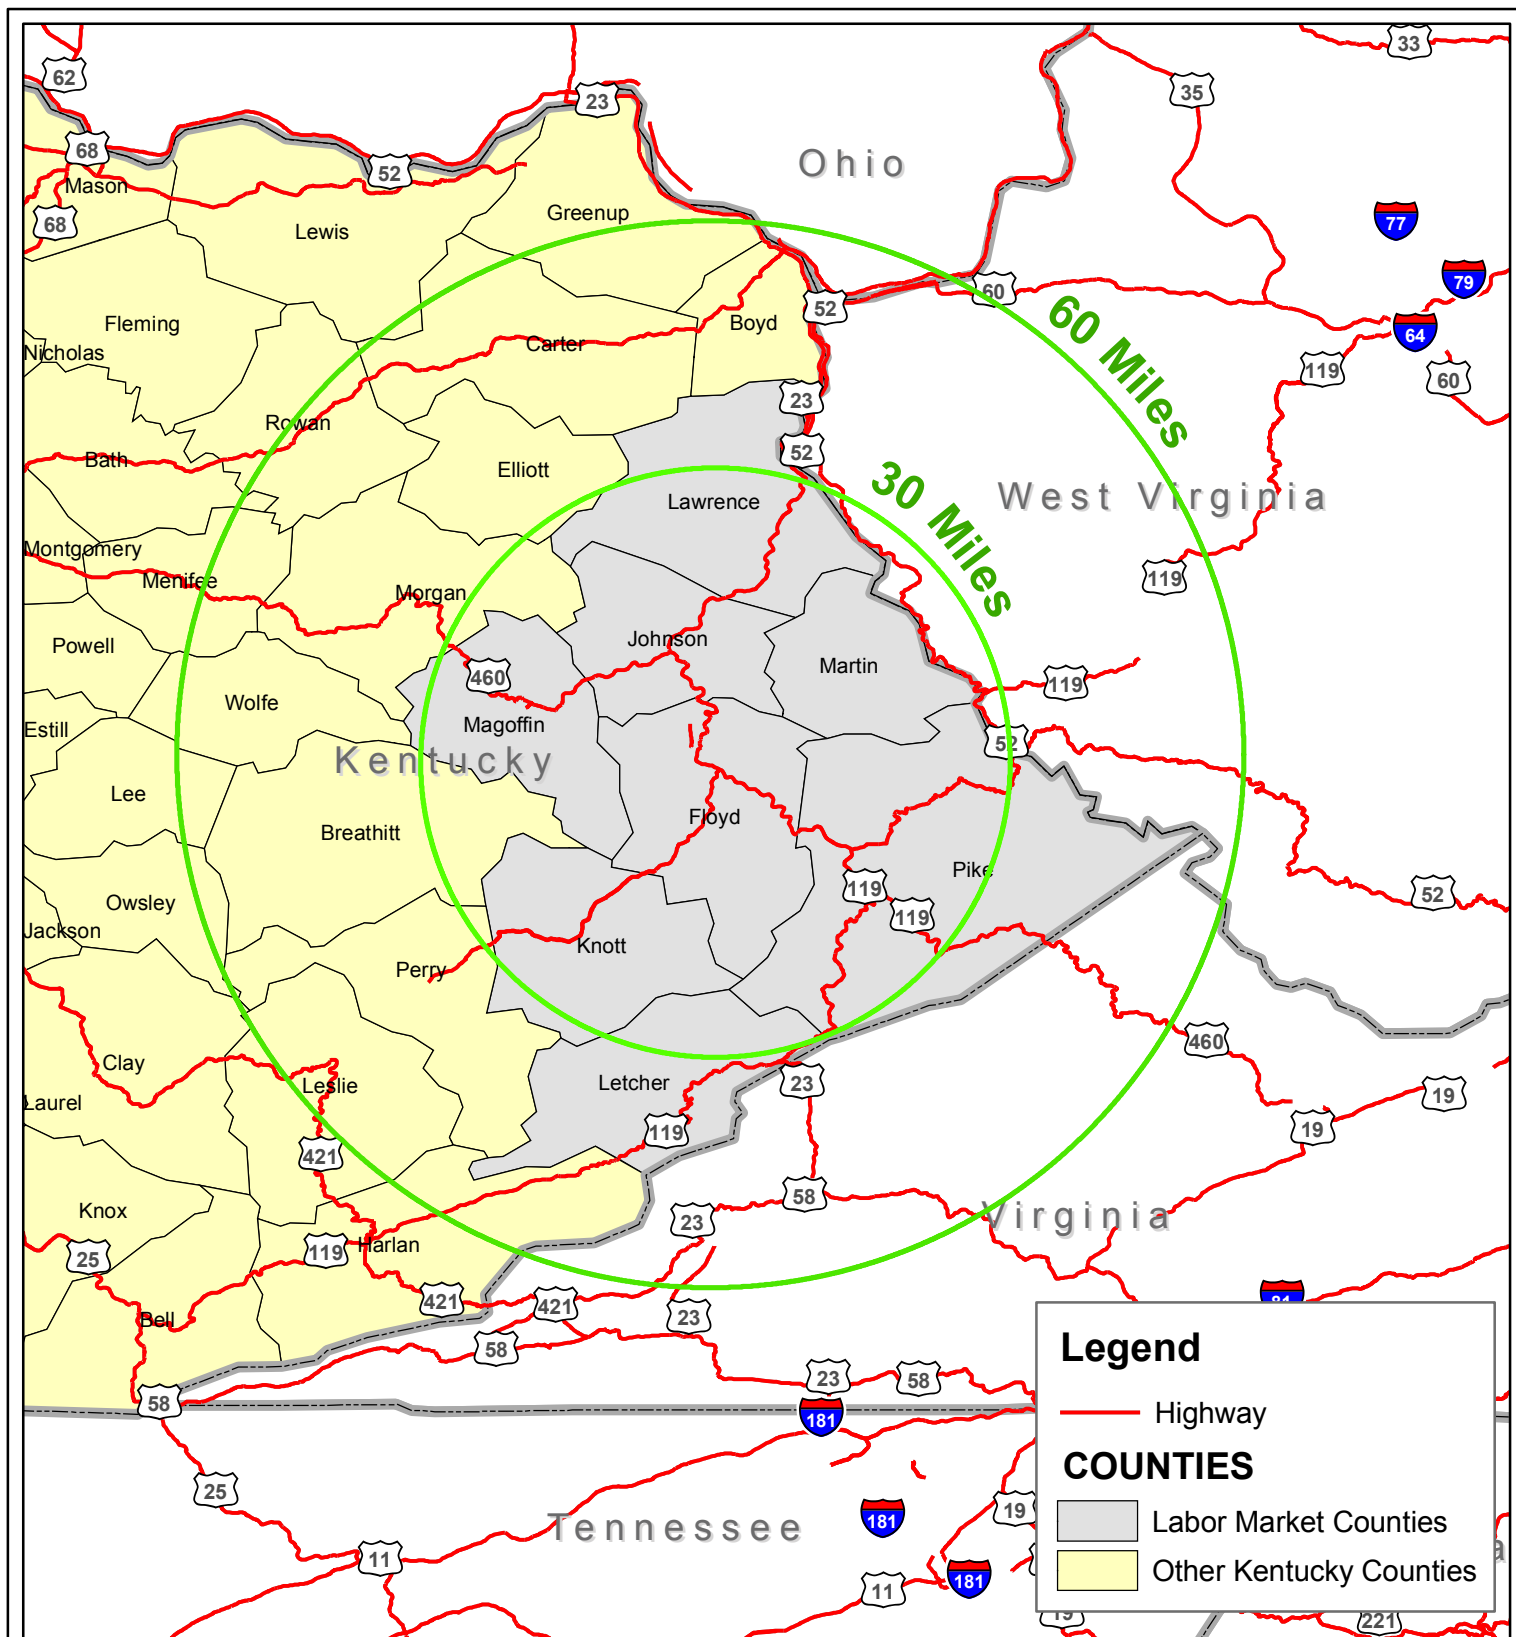 62
23
33
35
68
52
Ohio
Mason
Greenup
68
Lewis
77
79
60
52
60 Miles
Fleming
Boyd
64
Carter
Nicholas
119
60
23
Rowan
52
Bath
Elliott
30 Miles
Lawrence
West Virginia
Montgomery
Menifee
119
Morgan
Johnson
Powell
Martin
460
119
Wolfe
Magoffin
Estill
52
Kentucky
Lee
Floyd
Breathitt
Pike
119
52
Owsley
119
Jackson
Knott
Perry
460
Clay
Letcher
23
Leslie
19
Laurel
119
19
421
58
Knox
23
Virginia
Harlan
119
25
81
421
421
23
Bell
58
23
58
58
181
25
181
Tennessee
19
11
181
11
19
221
a
Legend
Highway
COUNTIES
Labor Market Counties
Other Kentucky Counties